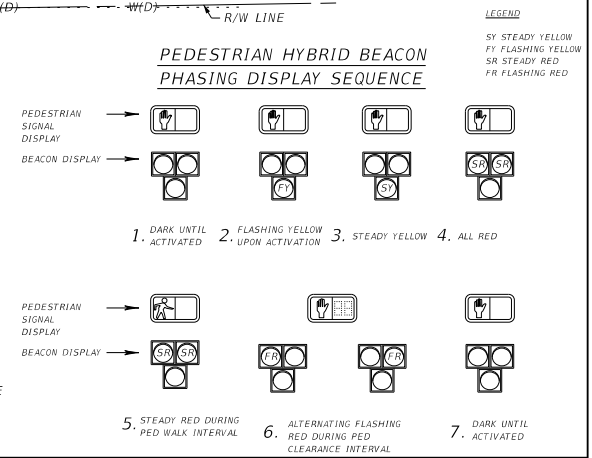 (D)
W(D)
R/W LINE
LEGEND
SY STEADY YELLOW
FY FLASHING YELLOW
SR STEADY RED
FR FLASHING RED
PEDESTRIAN HYBRID BEACON
PHASING DISPLAY SEQUENCE
PEDESTRIAN
SIGNAL
DISPLAY
BEACON DISPLAY
FY
SY
SR SR
1. DARK UNTIL
ACTIVATED
2. FLASHING YELLOW
UPON ACTIVATION
3. STEADY YELLOW
4. ALL RED
PEDESTRIAN
SIGNAL
DISPLAY
BEACON DISPLAY
SR SR
FR
FR
E
5. STEADY RED DURING
PED WALK INTERVAL
6. ALTERNATING FLASHING
RED DURING PED
CLEARANCE INTERVAL
7. DARK UNTIL
ACTIVATED